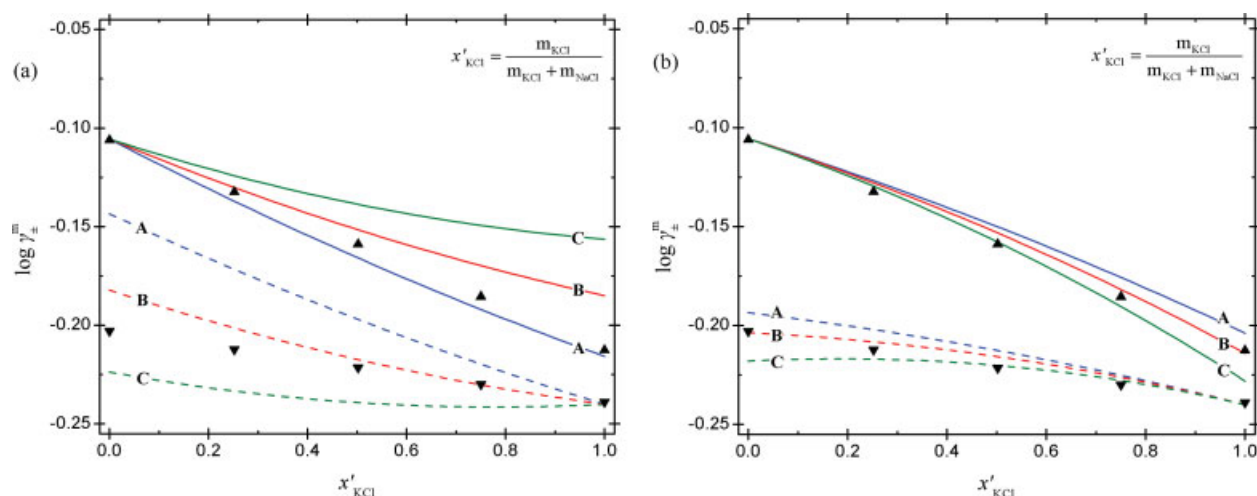 (a)
x'KCl = mKCl / (mKCl + mNaCl)
-0.05
-0.10
-0.15
-0.20
-0.25
log γ±m
A
B
C
C
B
A
0.0 0.2 0.4 0.6 0.8 1.0
x'KCl
(b)
x'KCl = mKCl / (mKCl + mNaCl)
-0.05
-0.10
-0.15
-0.20
-0.25
log γ±m
A
B
C
A
B
C
0.0 0.2 0.4 0.6 0.8 1.0
x'KCl